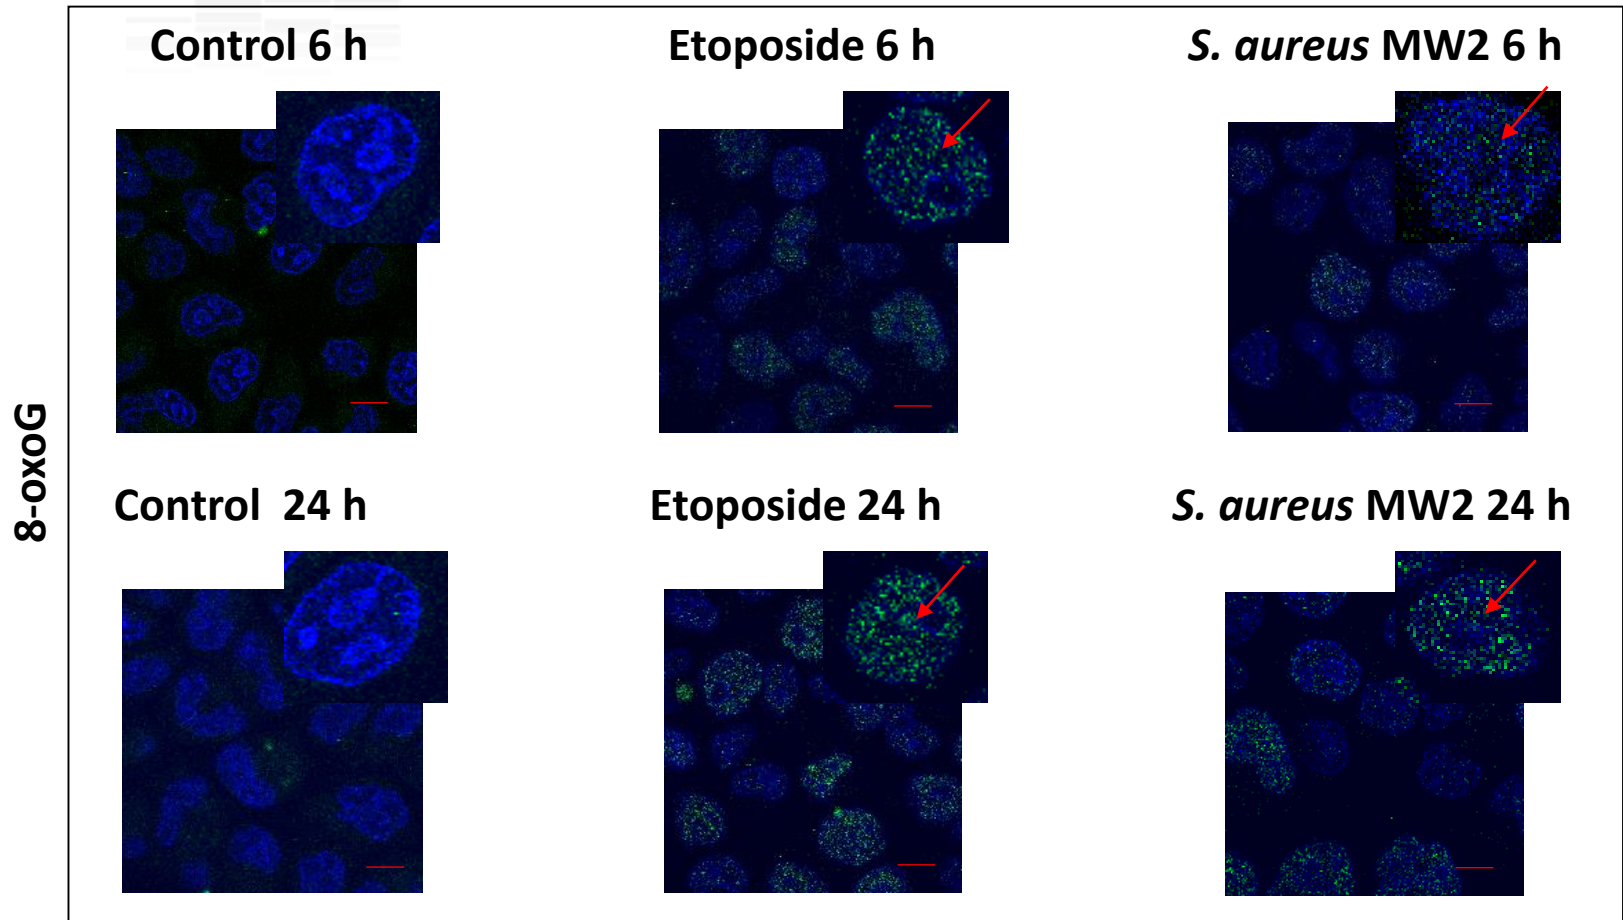 Control 6 h
Etoposide 6 h
S. aureus MW2 6 h
8-oxoG
Control 24 h
Etoposide 24 h
S. aureus MW2 24 h